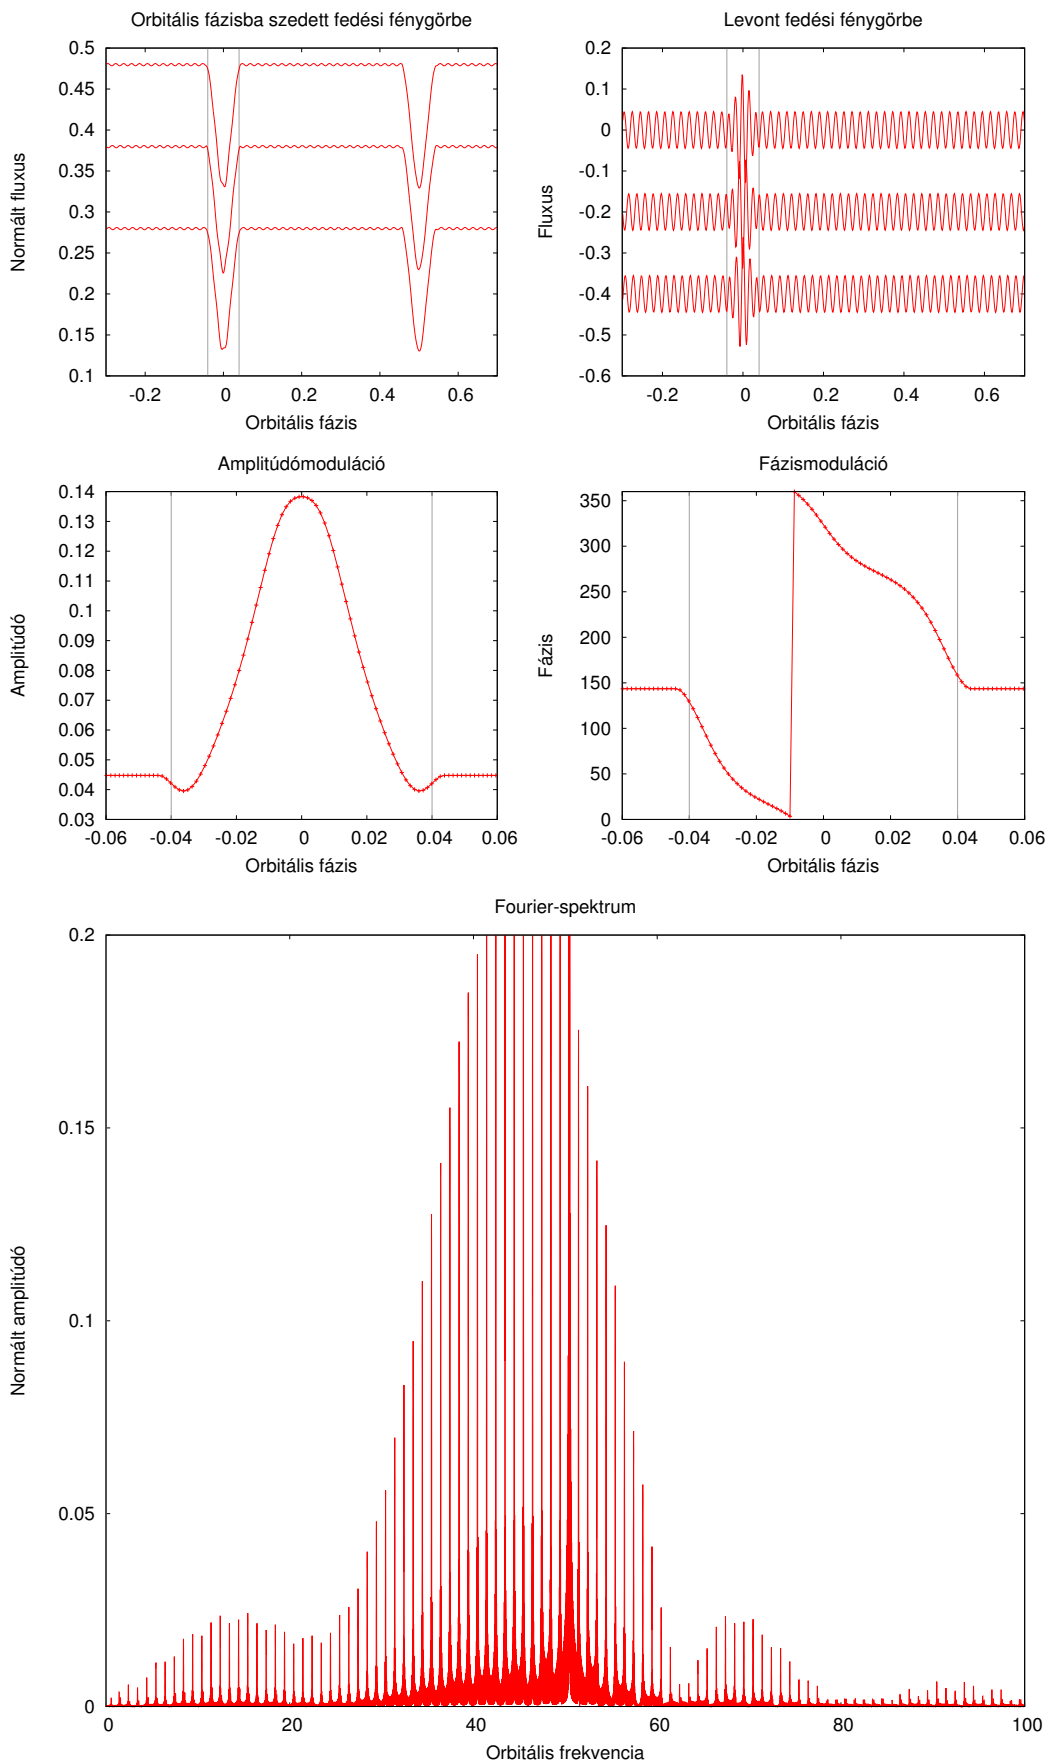 Orbitális fázisba szedett fedési fénygörbe
0.5
0.45
0.4
0.35
0.3
0.25
0.2
0.15
0.1
Normált fluxus
-0.2 0 0.2 0.4 0.6
Orbitális fázis
Levont fedési fénygörbe
0.2
0.1
0
-0.1
-0.2
-0.3
-0.4
-0.5
-0.6
Fluxus
-0.2 0 0.2 0.4 0.6
Orbitális fázis
Amplitúdómoduláció
0.14
0.13
0.12
0.11
0.1
0.09
0.08
0.07
0.06
0.05
0.04
0.03
Amplitúdó
-0.06 -0.04 -0.02 0 0.02 0.04 0.06
Orbitális fázis
Fázismoduláció
350
300
250
200
150
100
50
0
Fázis
-0.06 -0.04 -0.02 0 0.02 0.04 0.06
Orbitális fázis
Fourier-spektrum
0.2
0.15
0.1
0.05
0
Normált amplitúdó
0 20 40 60 80 100
Orbitális frekvencia